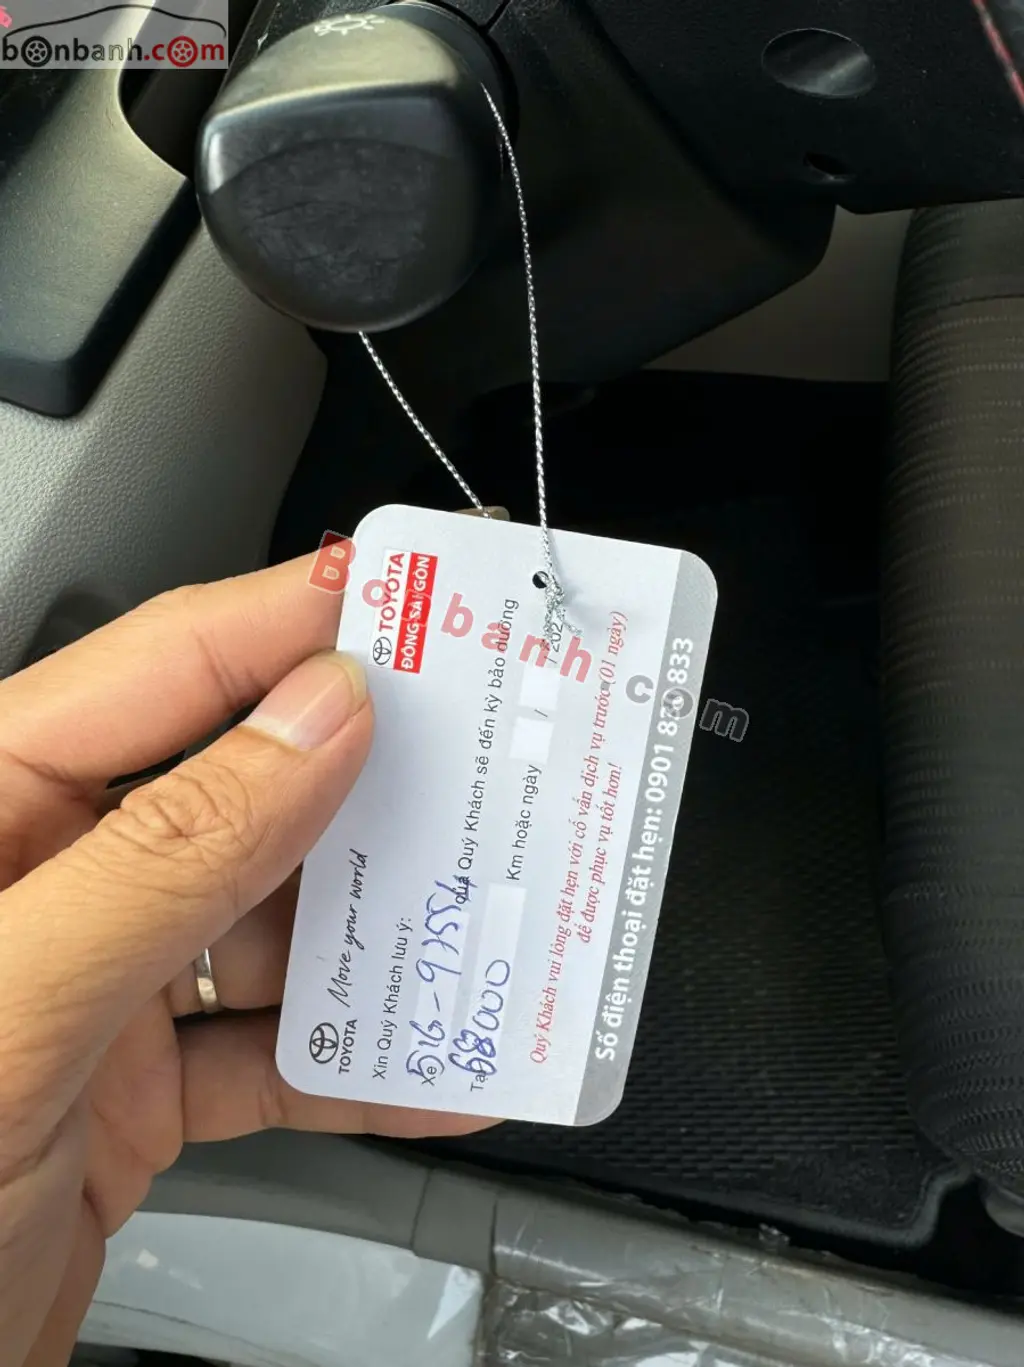 bonbanh.com
TOYOTA
ĐÔNG SÀI GÒN
TOYOTA Move your world
Xin Quý Khách lưu ý:
Xe 51G-97554 của Quý Khách sẽ đến kỳ bảo dưỡng
Tại 68000 Km hoặc ngày / / 202
Quý Khách vui lòng đặt hẹn với cố vấn dịch vụ trước (01 ngày)
để được phục vụ tốt hơn!
Số điện thoại đặt hẹn: 0901 8 833
Bonbanh.com